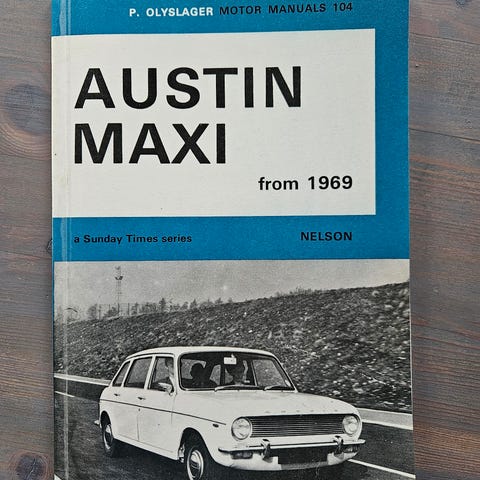 P. OLYSLAGER MOTOR MANUALS 104
AUSTIN
MAXI
from 1969
a Sunday Times series NELSON